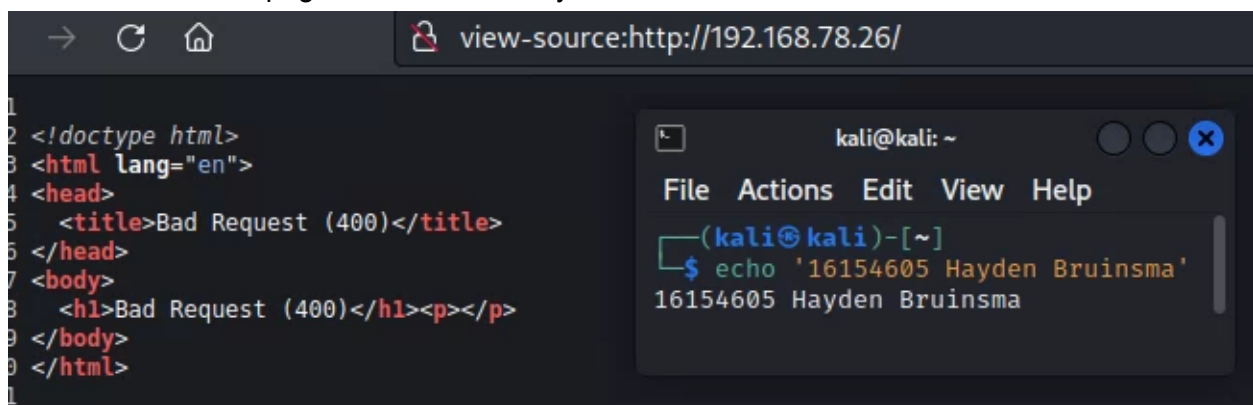 view-source:http://192.168.78.26/
1
2 <!doctype html>
3 <html lang="en">
4 <head>
5 <title>Bad Request (400)</title>
6 </head>
7 <body>
8 <h1>Bad Request (400)</h1><p></p>
9 </body>
0 </html>
1
kali@kali: ~
File Actions Edit View Help
(kali㉿kali)-[~]
$ echo '16154605 Hayden Bruinsma'
16154605 Hayden Bruinsma